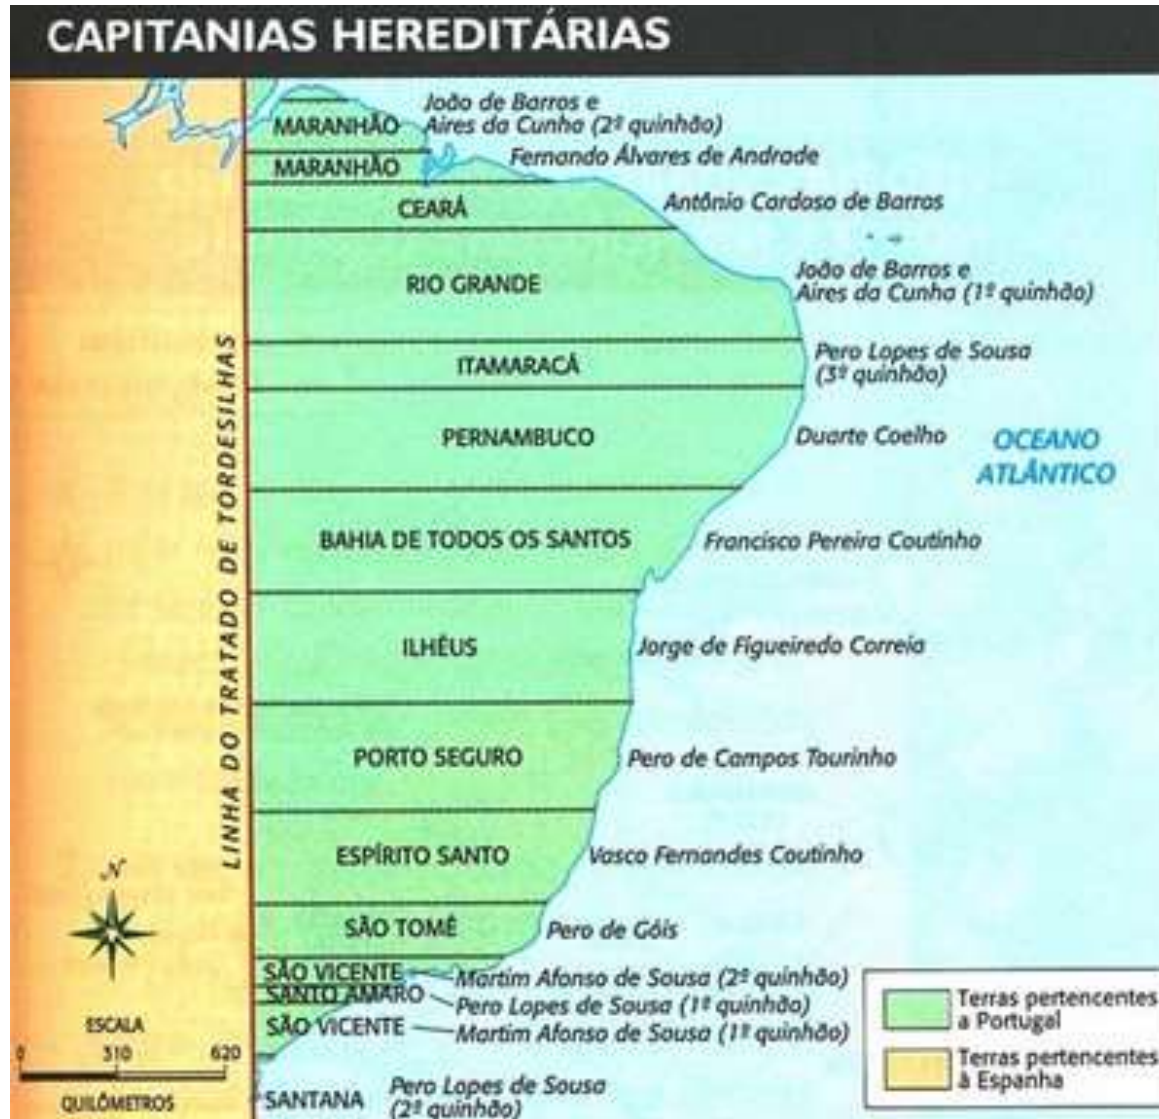 CAPITANIAS HEREDITÁRIAS
João de Barros e
Aires da Cunha (2º quinhão)
MARANHÃO
Fernando Álvares de Andrade
MARANHÃO
CEARÁ
Antônio Cardoso de Barros
RIO GRANDE
João de Barros e
Aires da Cunha (1º quinhão)
ITAMARACÁ
Pero Lopes de Sousa
(3º quinhão)
PERNAMBUCO
Duarte Coelho
OCEANO
ATLÂNTICO
BAHIA DE TODOS OS SANTOS
Francisco Pereira Coutinho
ILHÉUS
Jorge de Figueiredo Correia
PORTO SEGURO
Pero de Campos Tourinho
ESPÍRITO SANTO
Vasco Fernandes Coutinho
SÃO TOMÉ
Pero de Góis
SÃO VICENTE
Martim Afonso de Sousa (2º quinhão)
SANTO AMARO
Pero Lopes de Sousa (1º quinhão)
SÃO VICENTE
Martim Afonso de Sousa (1º quinhão)
SANTANA
Pero Lopes de Sousa
(2º quinhão)
LINHA DO TRATADO DE TORDESILHAS
N
ESCALA
0 310 620
QUILÔMETROS
Terras pertencentes
a Portugal
Terras pertencentes
à Espanha